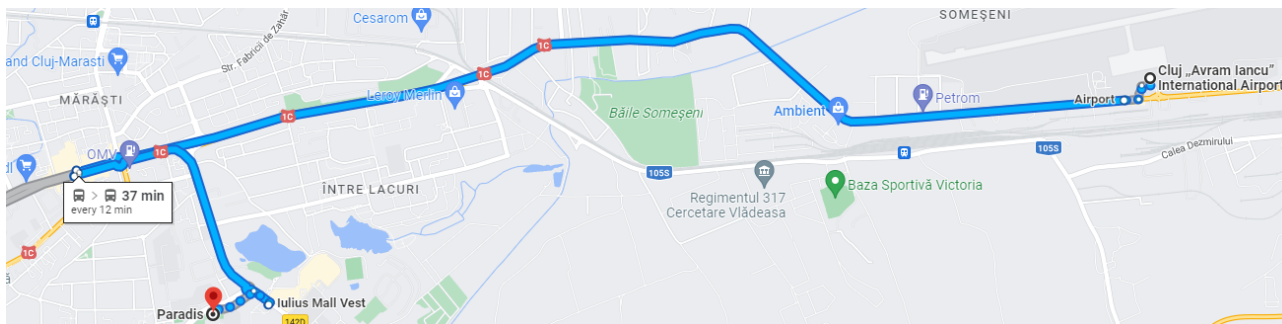 Cesarom
SOMEȘENI
and Cluj-Marasti
Str. Fabricii de Zahăr
1C
1C
Cluj „Avram Iancu”
International Airport
MĂRĂȘTI
Leroy Merlin
Petrom
Airport
Băile Someșeni
Ambient
1C
OMV
1C
Calea Dezmirului
105S
105S
ÎNTRE LACURI
Regimentul 317
Cercetare Vlădeasa
Baza Sportivă Victoria
37 min
every 12 min
1C
Iulius Mall Vest
Paradis
142D